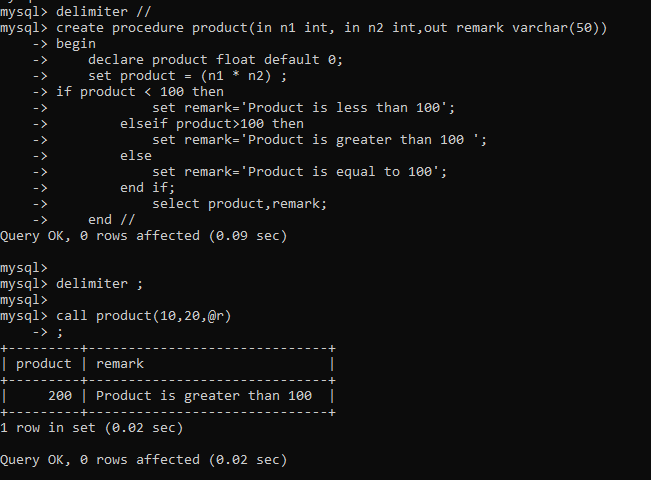 mysql> delimiter //
mysql> create procedure product(in n1 int, in n2 int,out remark varchar(50))
    -> begin
    ->     declare product float default 0;
    ->     set product = (n1 * n2) ;
    -> if product < 100 then
    ->             set remark='Product is less than 100';
    ->         elseif product>100 then
    ->             set remark='Product is greater than 100 ';
    ->         else
    ->             set remark='Product is equal to 100';
    ->         end if;
    ->             select product,remark;
    ->     end //
Query OK, 0 rows affected (0.09 sec)

mysql>
mysql> delimiter ;
mysql>
mysql> call product(10,20,@r)
    -> ;
+---------+------------------------------+
| product | remark                       |
+---------+------------------------------+
|     200 | Product is greater than 100  |
+---------+------------------------------+
1 row in set (0.02 sec)

Query OK, 0 rows affected (0.02 sec)